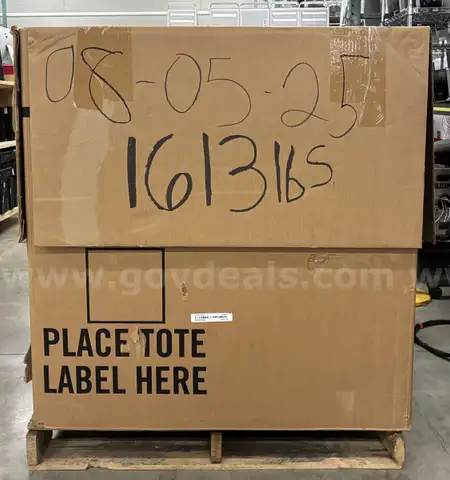 08-05-25
1613lbs
www.govdeals.com
PLACE TOTE
LABEL HERE